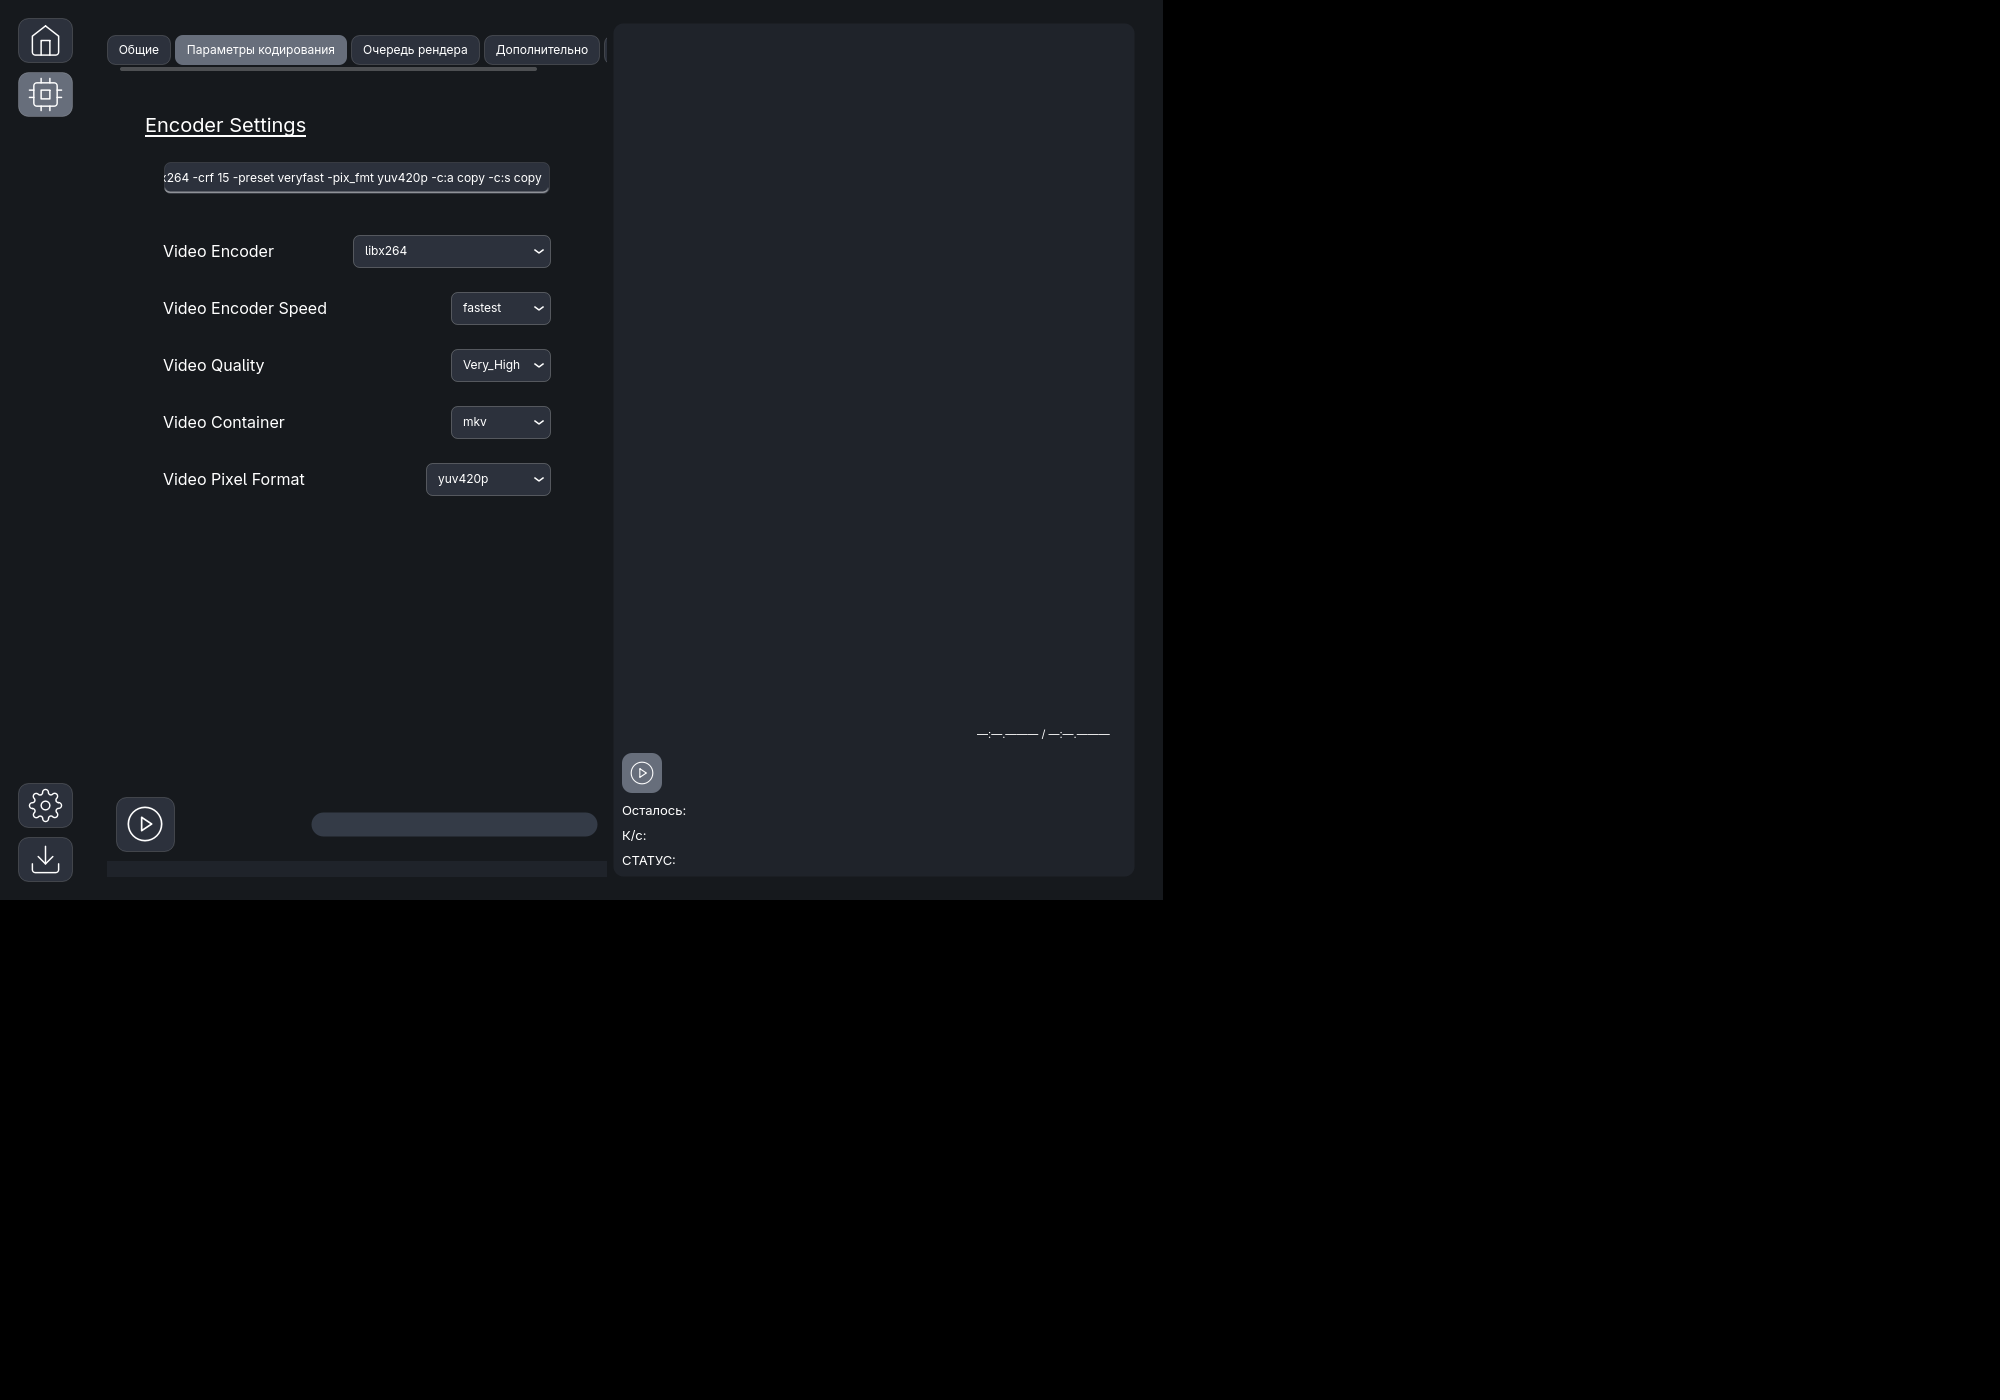 Общие
Параметры кодирования
Очередь рендера
Дополнительно
Encoder Settings
264 -crf 15 -preset veryfast -pix_fmt yuv420p -c:a copy -c:s copy
Video Encoder
libx264
Video Encoder Speed
fastest
Video Quality
Very_High
Video Container
mkv
Video Pixel Format
yuv420p
—:—.——— / —:—.———
Осталось:
К/с:
СТАТУС: